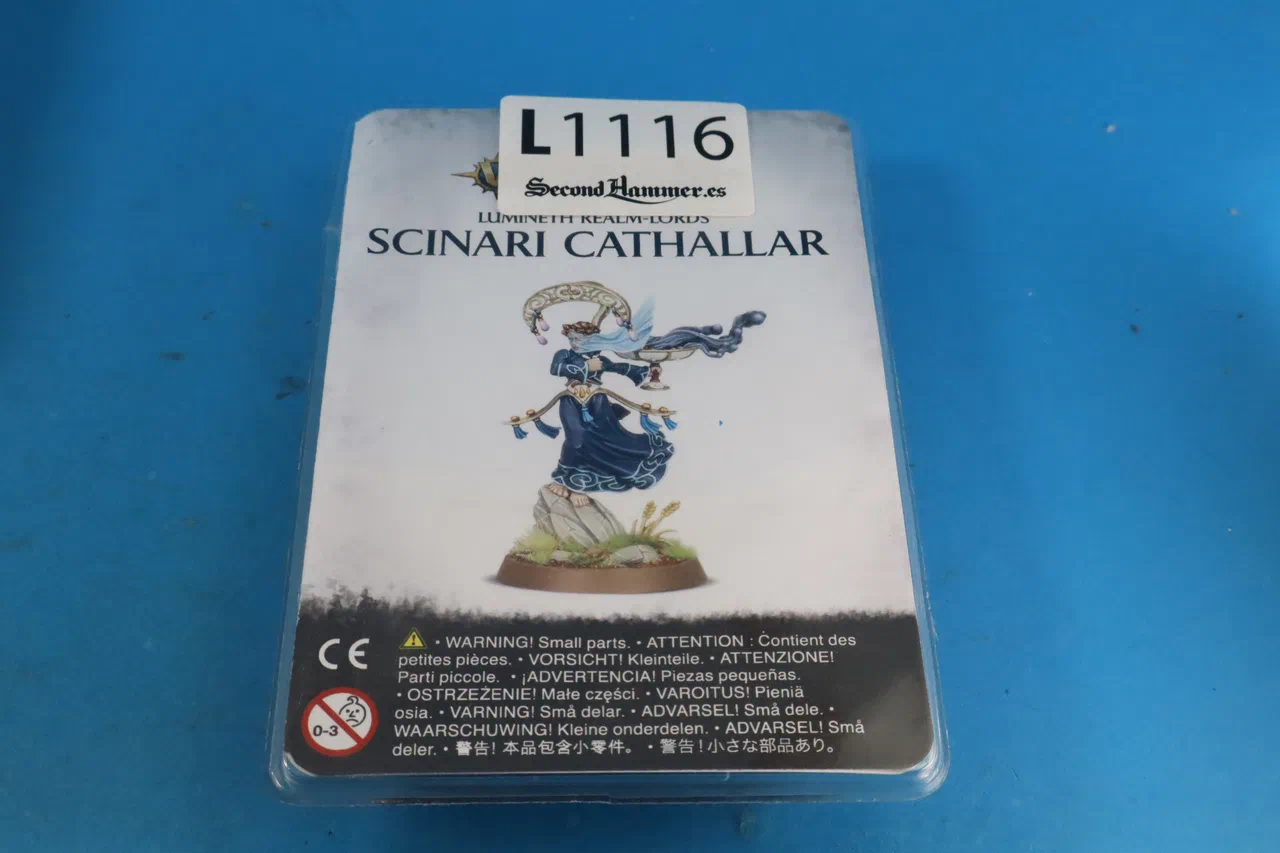 L1116
SecondHammer.es
LUMINETH REALM-LORDS
SCINARI CATHALLAR
CE
• WARNING! Small parts. • ATTENTION : Contient des
petites pièces. • VORSICHT! Kleinteile. • ATTENZIONE!
Parti piccole. • ¡ADVERTENCIA! Piezas pequeñas.
• OSTRZEŻENIE! Małe części. • VAROITUS! Pieniä
osia. • VARNING! Små delar. • ADVARSEL! Små dele. •
WAARSCHUWING! Kleine onderdelen. • ADVARSEL! Små
deler. • 警告! 本品包含小零件。 • 警告!小さな部品あり。
0-3